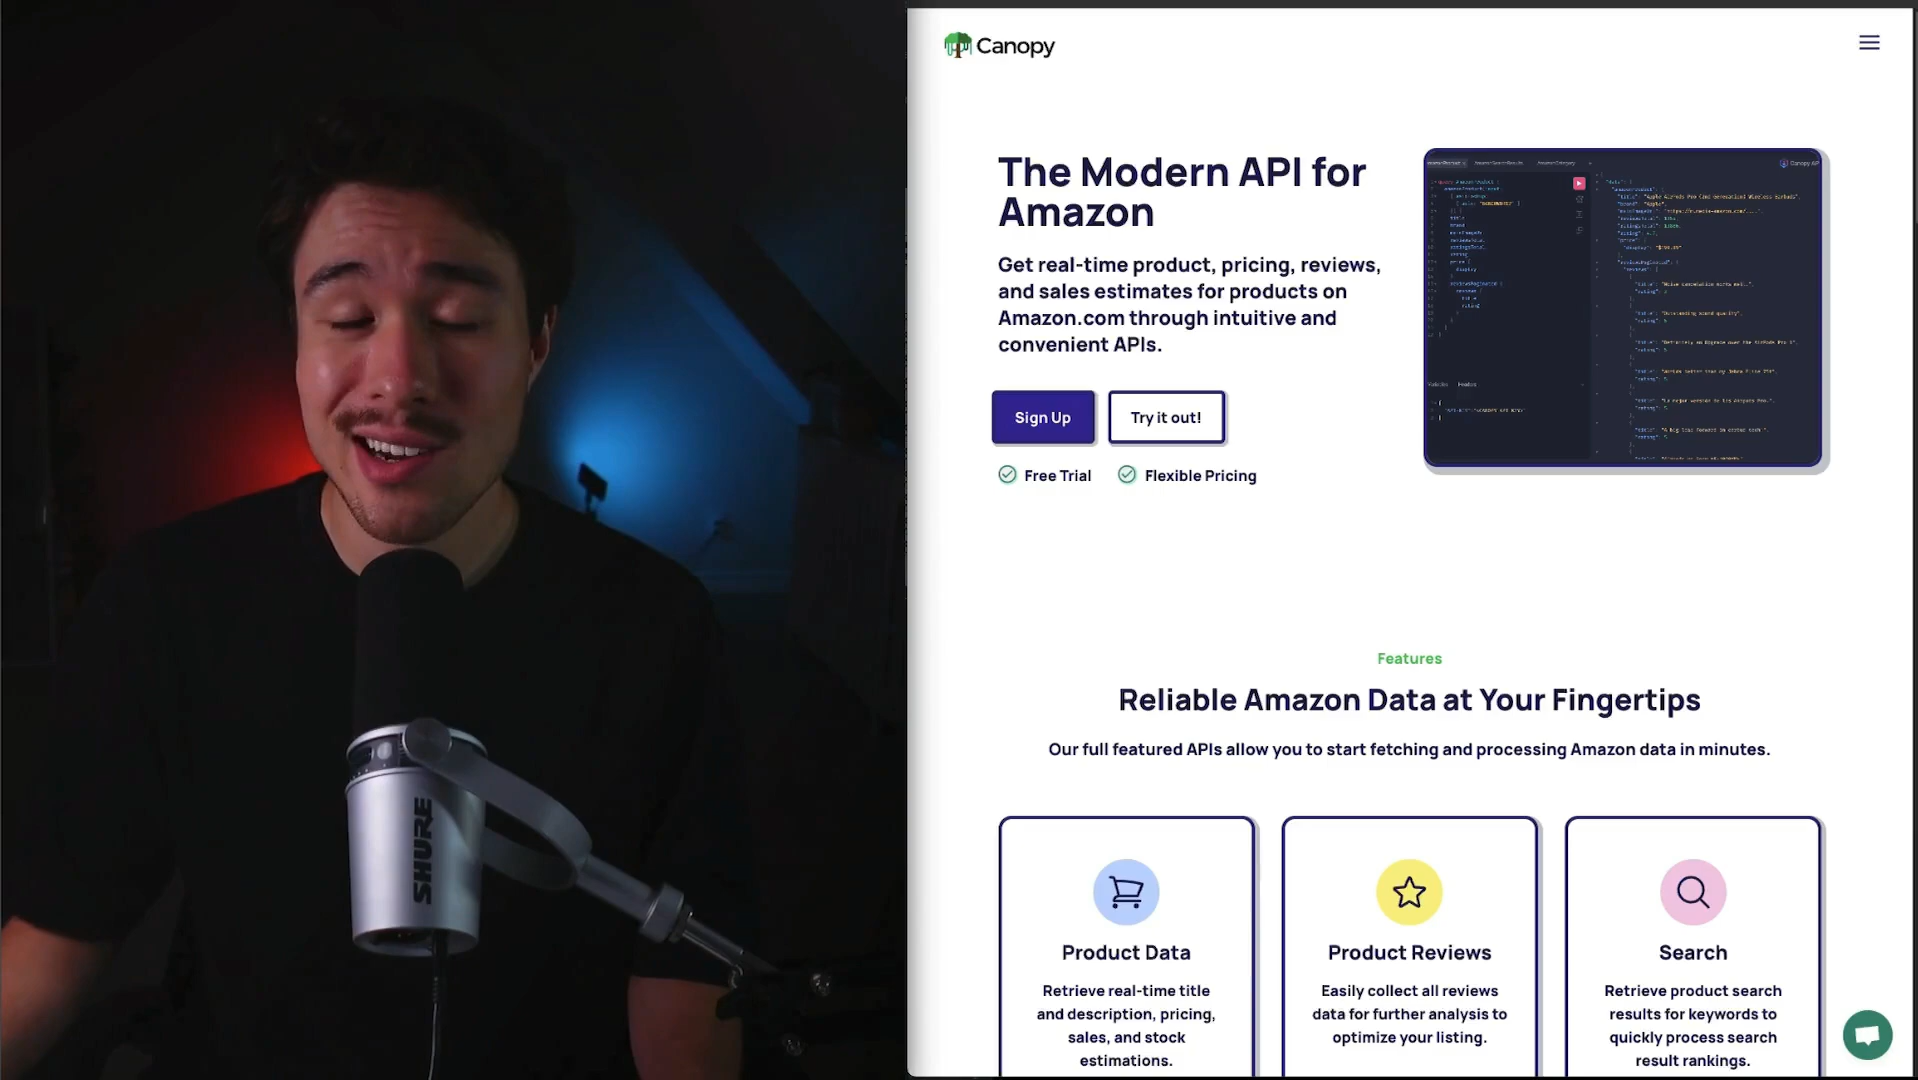 Canopy
The Modern API for
Amazon
Get real-time product, pricing, reviews,
and sales estimates for products on
Amazon.com through intuitive and
convenient APIs.
Sign Up
Try it out!
Free Trial
Flexible Pricing
Features
Reliable Amazon Data at Your Fingertips
Our full featured APIs allow you to start fetching and processing Amazon data in minutes.
Product Data
Retrieve real-time title
and description, pricing,
sales, and stock
estimations.
Product Reviews
Easily collect all reviews
data for further analysis to
optimize your listing.
Search
Retrieve product search
results for keywords to
quickly process search
result rankings.
SHURE